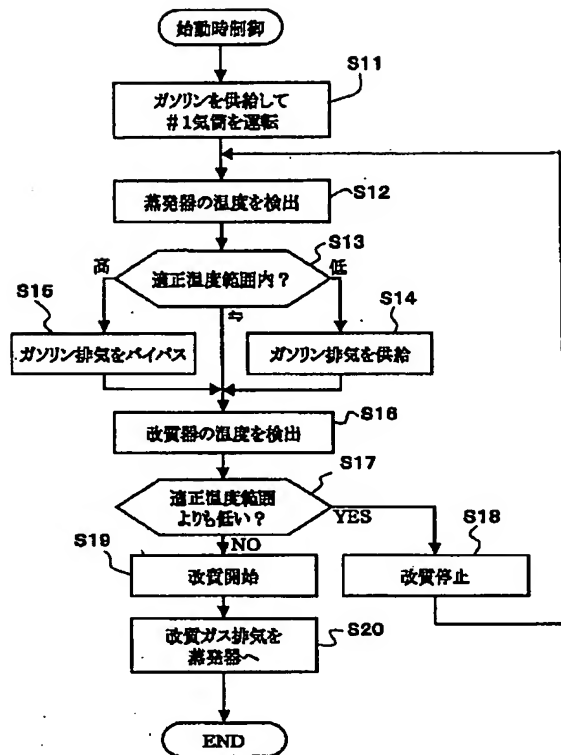 始動時制御
S11
ガソリンを供給して
#1気筒を運転
S12
蒸発器の温度を検出
S13
高
適正温度範囲内?
低
S15
S14
ガソリン排気をバイパス
ガソリン排気を供給
S16
改質器の温度を検出
S17
適正温度範囲
よりも低い?
YES
S18
S19
NO
改質開始
改質停止
S20
改質ガス排気を
蒸発器へ
END